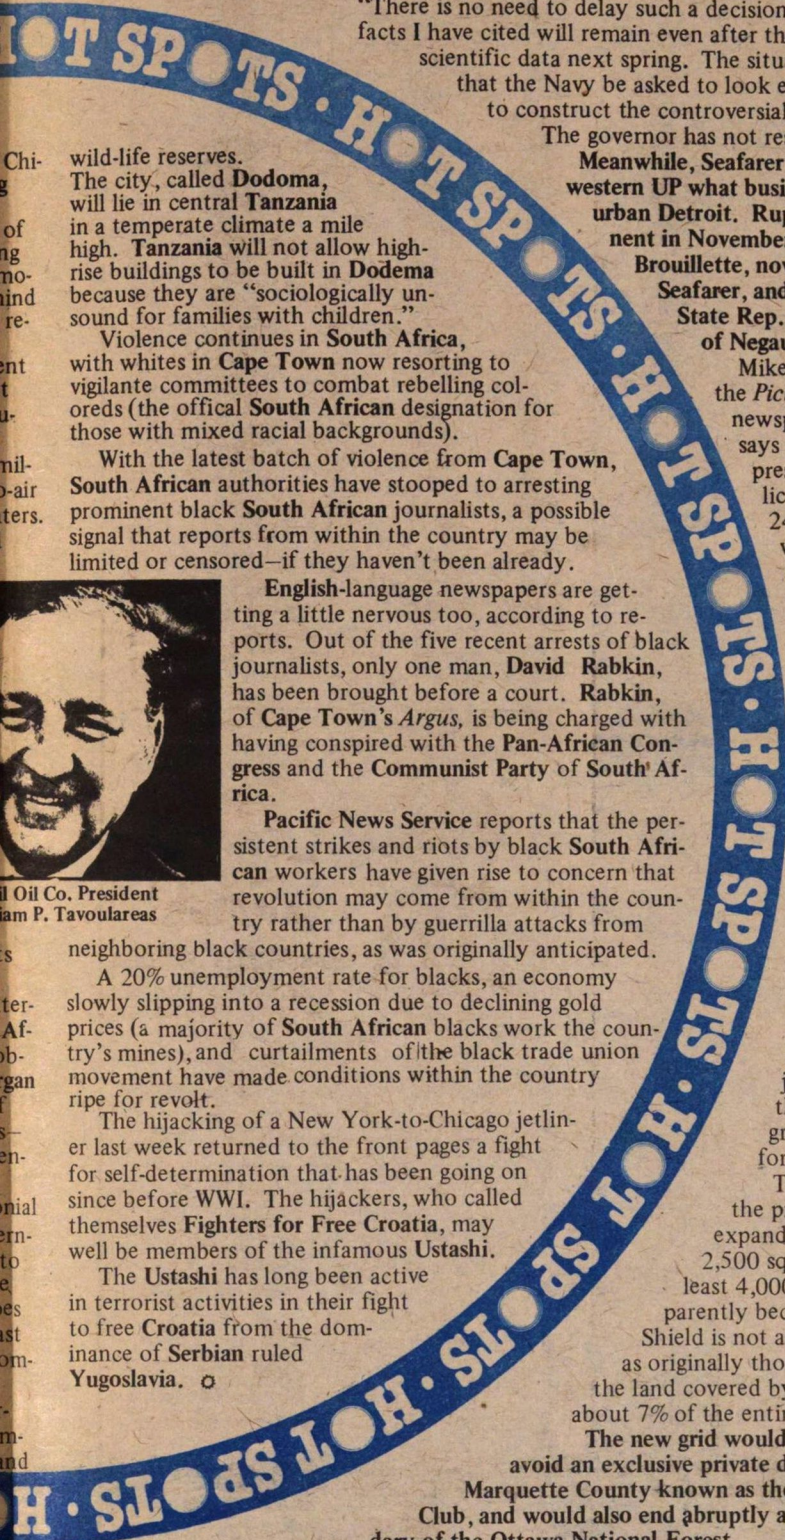 HOT SPOTS · HOT SPOTS · HOT SPOTS · HOT SPOTS · HOT SPOTS · HOT SPOTS · H
Chi-
of
re-
-air
ters.
wild-life reserves.
The city, called Dodoma,
will lie in central Tanzania
in a temperate climate a mile
high. Tanzania will not allow high-
rise buildings to be built in Dodema
because they are “sociologically un-
sound for families with children.”
Violence continues in South Africa,
with whites in Cape Town now resorting to
vigilante committees to combat rebelling col-
oreds (the offical South African designation for
those with mixed racial backgrounds).
With the latest batch of violence from Cape Town,
South African authorities have stooped to arresting
prominent black South African journalists, a possible
signal that reports from within the country may be
limited or censored—if they haven't been already.
English-language newspapers are get-
ting a little nervous too, according to re-
ports. Out of the five recent arrests of black
journalists, only one man, David Rabkin,
has been brought before a court. Rabkin,
of Cape Town's Argus, is being charged with
having conspired with the Pan-African Con-
gress and the Communist Party of South Af-
rica.
Pacific News Service reports that the per-
sistent strikes and riots by black South Afri-
can workers have given rise to concern that
revolution may come from within the coun-
try rather than by guerrilla attacks from
neighboring black countries, as was originally anticipated.
A 20% unemployment rate for blacks, an economy
slowly slipping into a recession due to declining gold
prices (a majority of South African blacks work the coun-
try's mines), and curtailments of the black trade union
movement have made conditions within the country
ripe for revolt.
The hijacking of a New York-to-Chicago jetlin-
er last week returned to the front pages a fight
for self-determination that has been going on
since before WWI. The hijackers, who called
themselves Fighters for Free Croatia, may
well be members of the infamous Ustashi.
The Ustashi has long been active
in terrorist activities in their fight
to free Croatia from the dom-
inance of Serbian ruled
Yugoslavia.
Oil Co. President
P. Tavoulareas
“There is no need to delay such a decision
facts I have cited will remain even after th
scientific data next spring. The situ
that the Navy be asked to look e
to construct the controversial
The governor has not re
Meanwhile, Seafarer
western UP what busi
urban Detroit. Ru
nent in Novembe
Brouillette, no
Seafarer, and
State Rep.
of Negau
Mike
the Pic
news
says
pre
lic
2
gr
for
the p
expand
2,500 sq
least 4,000
parently bec
Shield is not a
as originally tho
the land covered by
about 7% of the entir
The new grid would
avoid an exclusive private d
Marquette County known as the
Club, and would also end abruptly a
dary of the Ottawa National Forest